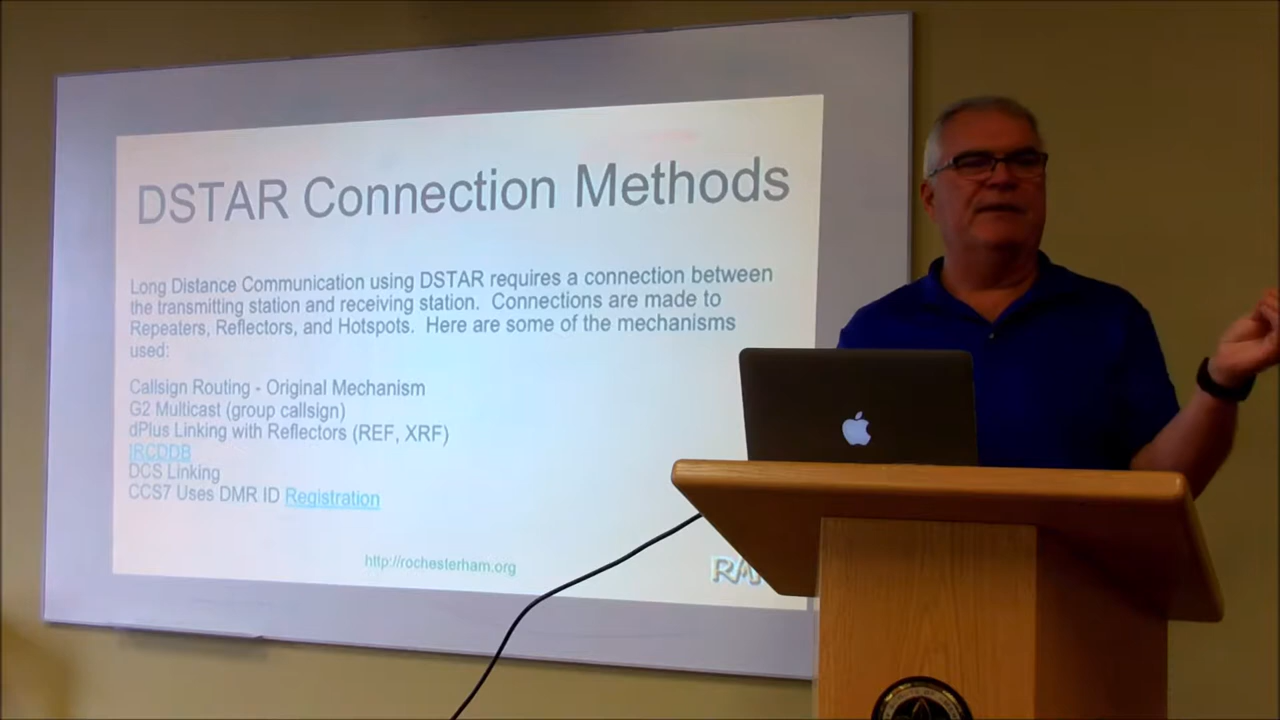 DSTAR Connection Methods
Long Distance Communication using DSTAR requires a connection between
the transmitting station and receiving station.  Connections are made to
Repeaters, Reflectors, and Hotspots.  Here are some of the mechanisms
used:
Callsign Routing - Original Mechanism
G2 Multicast (group callsign)
dPlus Linking with Reflectors (REF, XRF)
IRCDDB
DCS Linking
CCS7 Uses DMR ID Registration
http://rochesterham.org